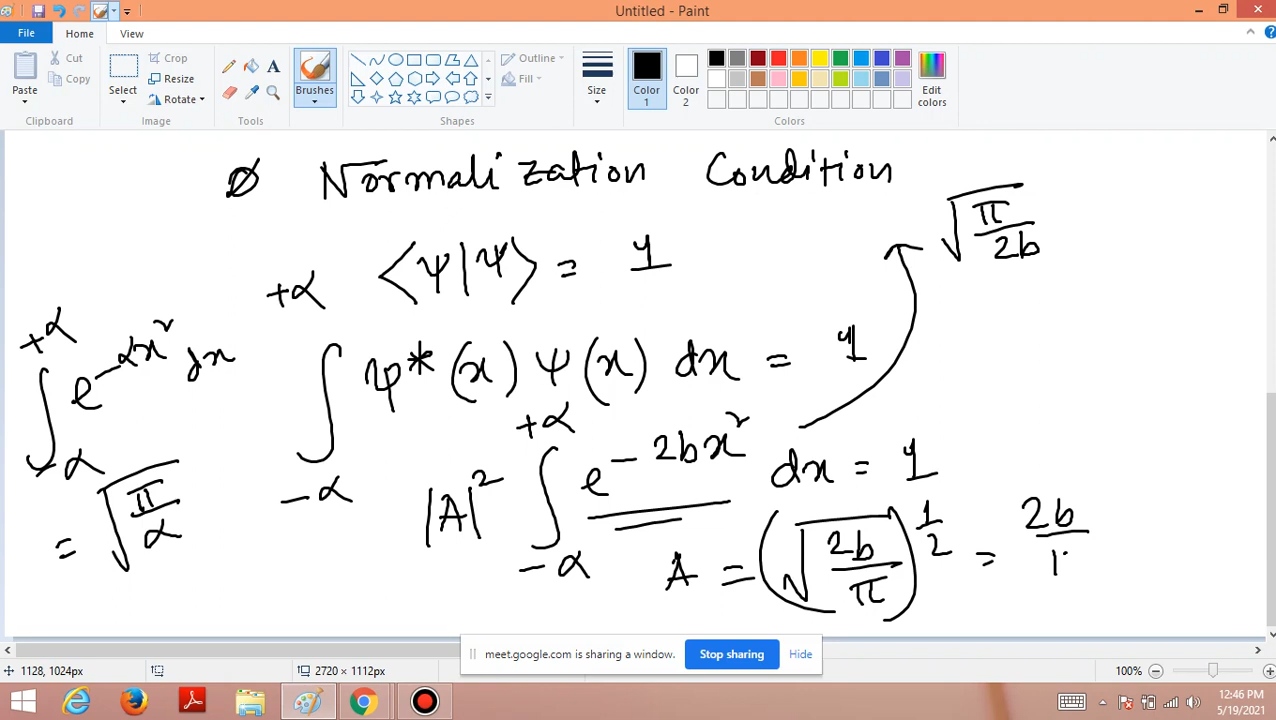 Untitled - Paint
File Home View
Paste Cut Copy Clipboard
Select Crop Resize Rotate Image
A Tools
Brushes
Outline Fill Shapes
Size
Color 1 Color 2 Edit colors Colors
Normalization Condition
√(π/2b)
⟨ψ|ψ⟩ = 1
∫_{-α}^{+α} e^{-αx²} dx
= √(π/α)
∫_{-α}^{+α} ψ*(x) ψ(x) dx = 1
|A|² ∫_{-α}^{+α} e^{-2bx²} dx = 1
A = (√(2b/π))^{1/2} = 2b/
meet.google.com is sharing a window. Stop sharing Hide
1128, 1024px 2720 × 1112px 100%
12:46 PM
5/19/2021